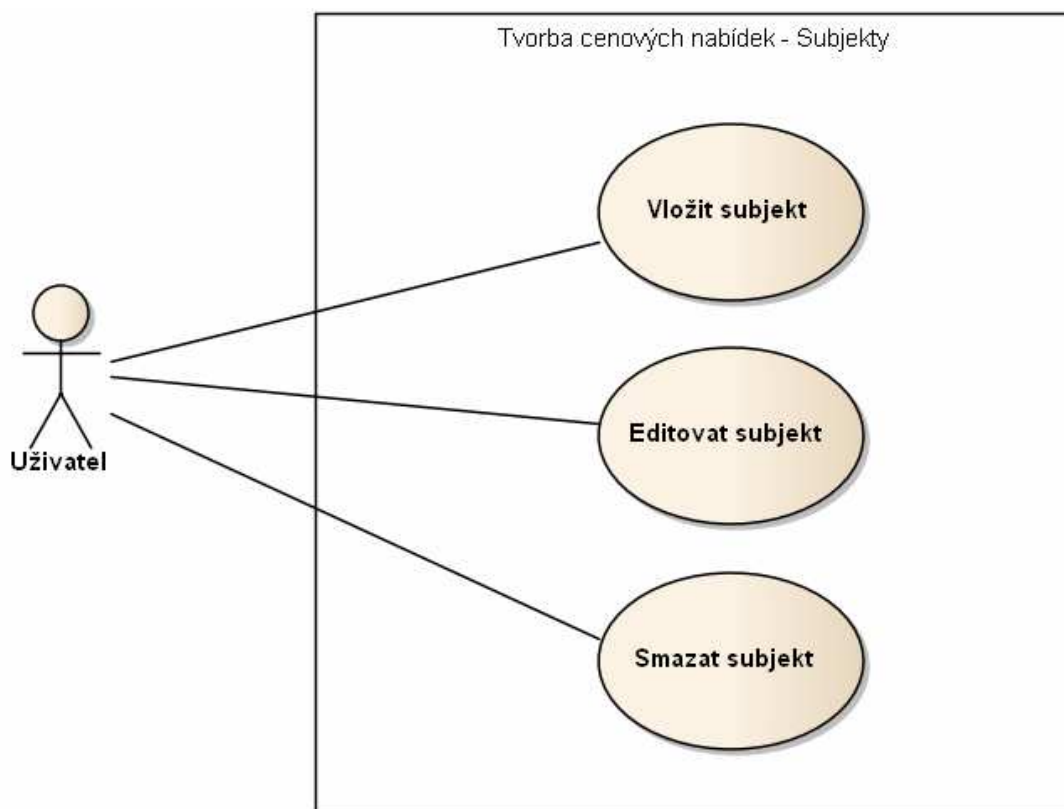 Tvorba cenových nabídek - Subjekty
Vložit subjekt
Editovat subjekt
Uživatel
Smazat subjekt